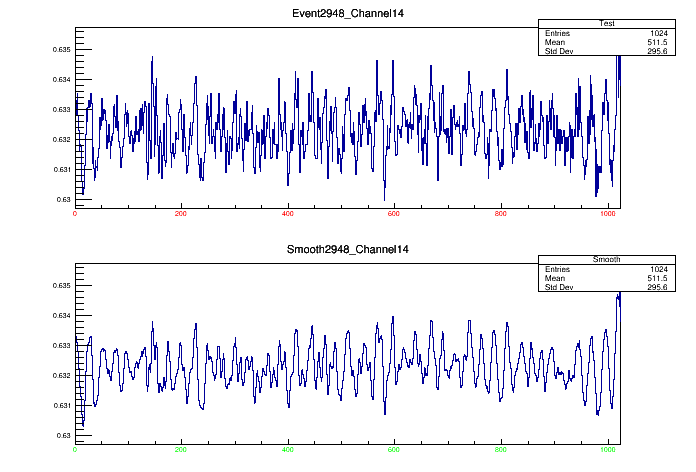 Event2948_Channel14
Test
Entries 1024
Mean 511.5
Std Dev 295.6
0.635
0.634
0.633
0.632
0.631
0.63
0 200 400 600 800 1000
Smooth2948_Channel14
Smooth
Entries 1024
Mean 511.5
Std Dev 295.6
0.635
0.634
0.633
0.632
0.631
0.63
0 200 400 600 800 1000